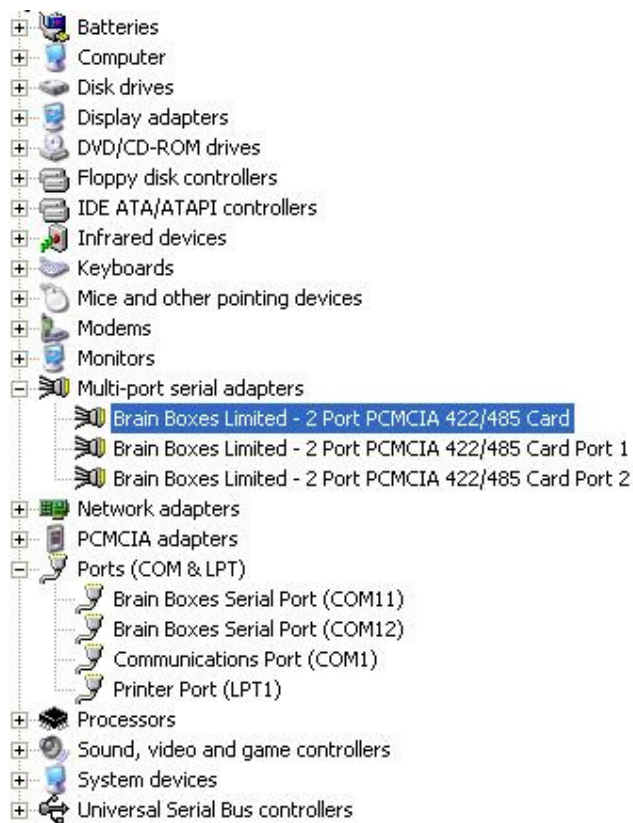 Batteries
Computer
Disk drives
Display adapters
DVD/CD-ROM drives
Floppy disk controllers
IDE ATA/ATAPI controllers
Infrared devices
Keyboards
Mice and other pointing devices
Modems
Monitors
Multi-port serial adapters
Brain Boxes Limited - 2 Port PCMCIA 422/485 Card
Brain Boxes Limited - 2 Port PCMCIA 422/485 Card Port 1
Brain Boxes Limited - 2 Port PCMCIA 422/485 Card Port 2
Network adapters
PCMCIA adapters
Ports (COM & LPT)
Brain Boxes Serial Port (COM11)
Brain Boxes Serial Port (COM12)
Communications Port (COM1)
Printer Port (LPT1)
Processors
Sound, video and game controllers
System devices
Universal Serial Bus controllers